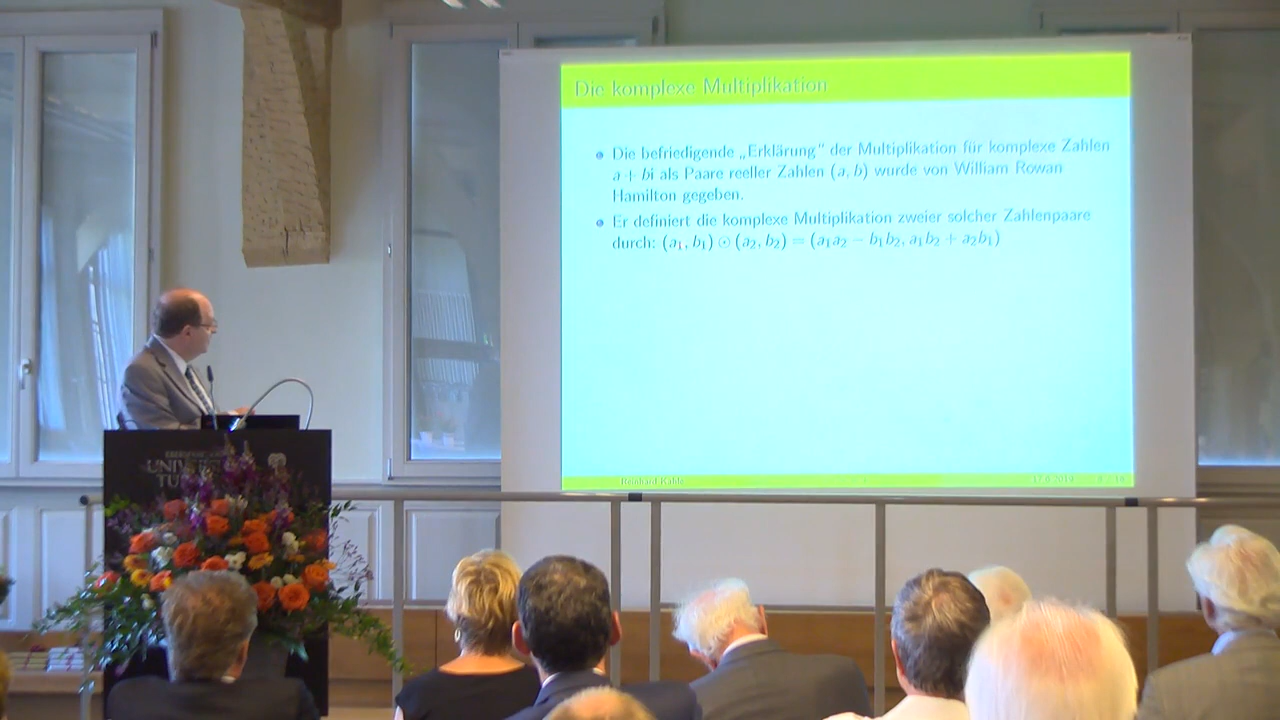 Die komplexe Multiplikation
Die befriedigende „Erklärung“ der Multiplikation für komplexe Zahlen
a + bi als Paare reeller Zahlen (a, b) wurde von William Rowan
Hamilton gegeben.
Er definiert die komplexe Multiplikation zweier solcher Zahlenpaare
durch: (a₁, b₁) ⊙ (a₂, b₂) = (a₁a₂ − b₁b₂, a₁b₂ + a₂b₁)
Reinhard Kahle